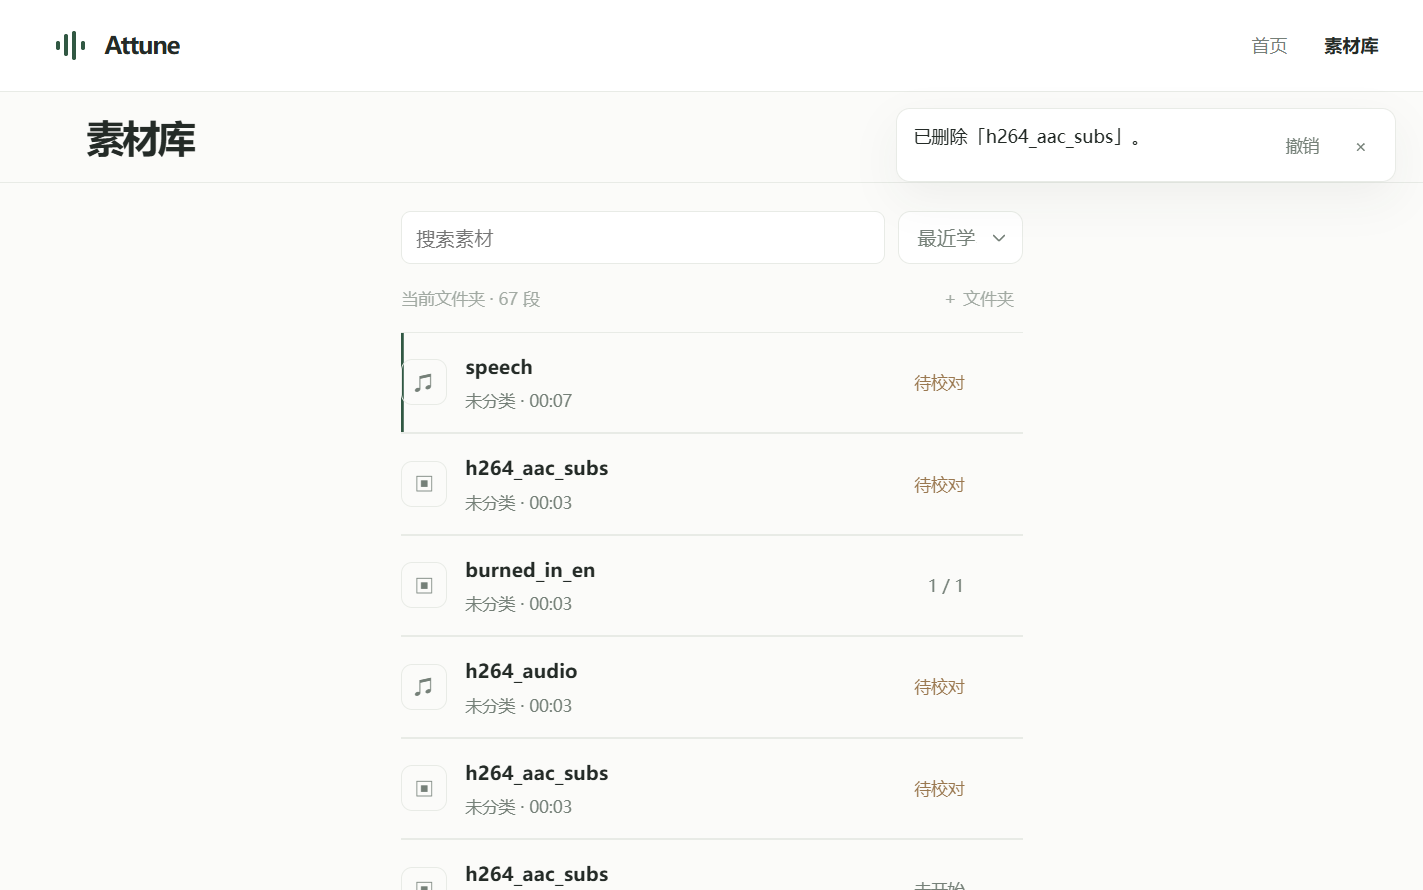 Attune
首页
素材库
素材库
已删除「h264_aac_subs」。
撤销
×
搜索素材
最近学
当前文件夹 · 67 段
+ 文件夹
speech
未分类 · 00:07
待校对
h264_aac_subs
未分类 · 00:03
待校对
burned_in_en
未分类 · 00:03
1 / 1
h264_audio
未分类 · 00:03
待校对
h264_aac_subs
未分类 · 00:03
待校对
h264_aac_subs
未开始